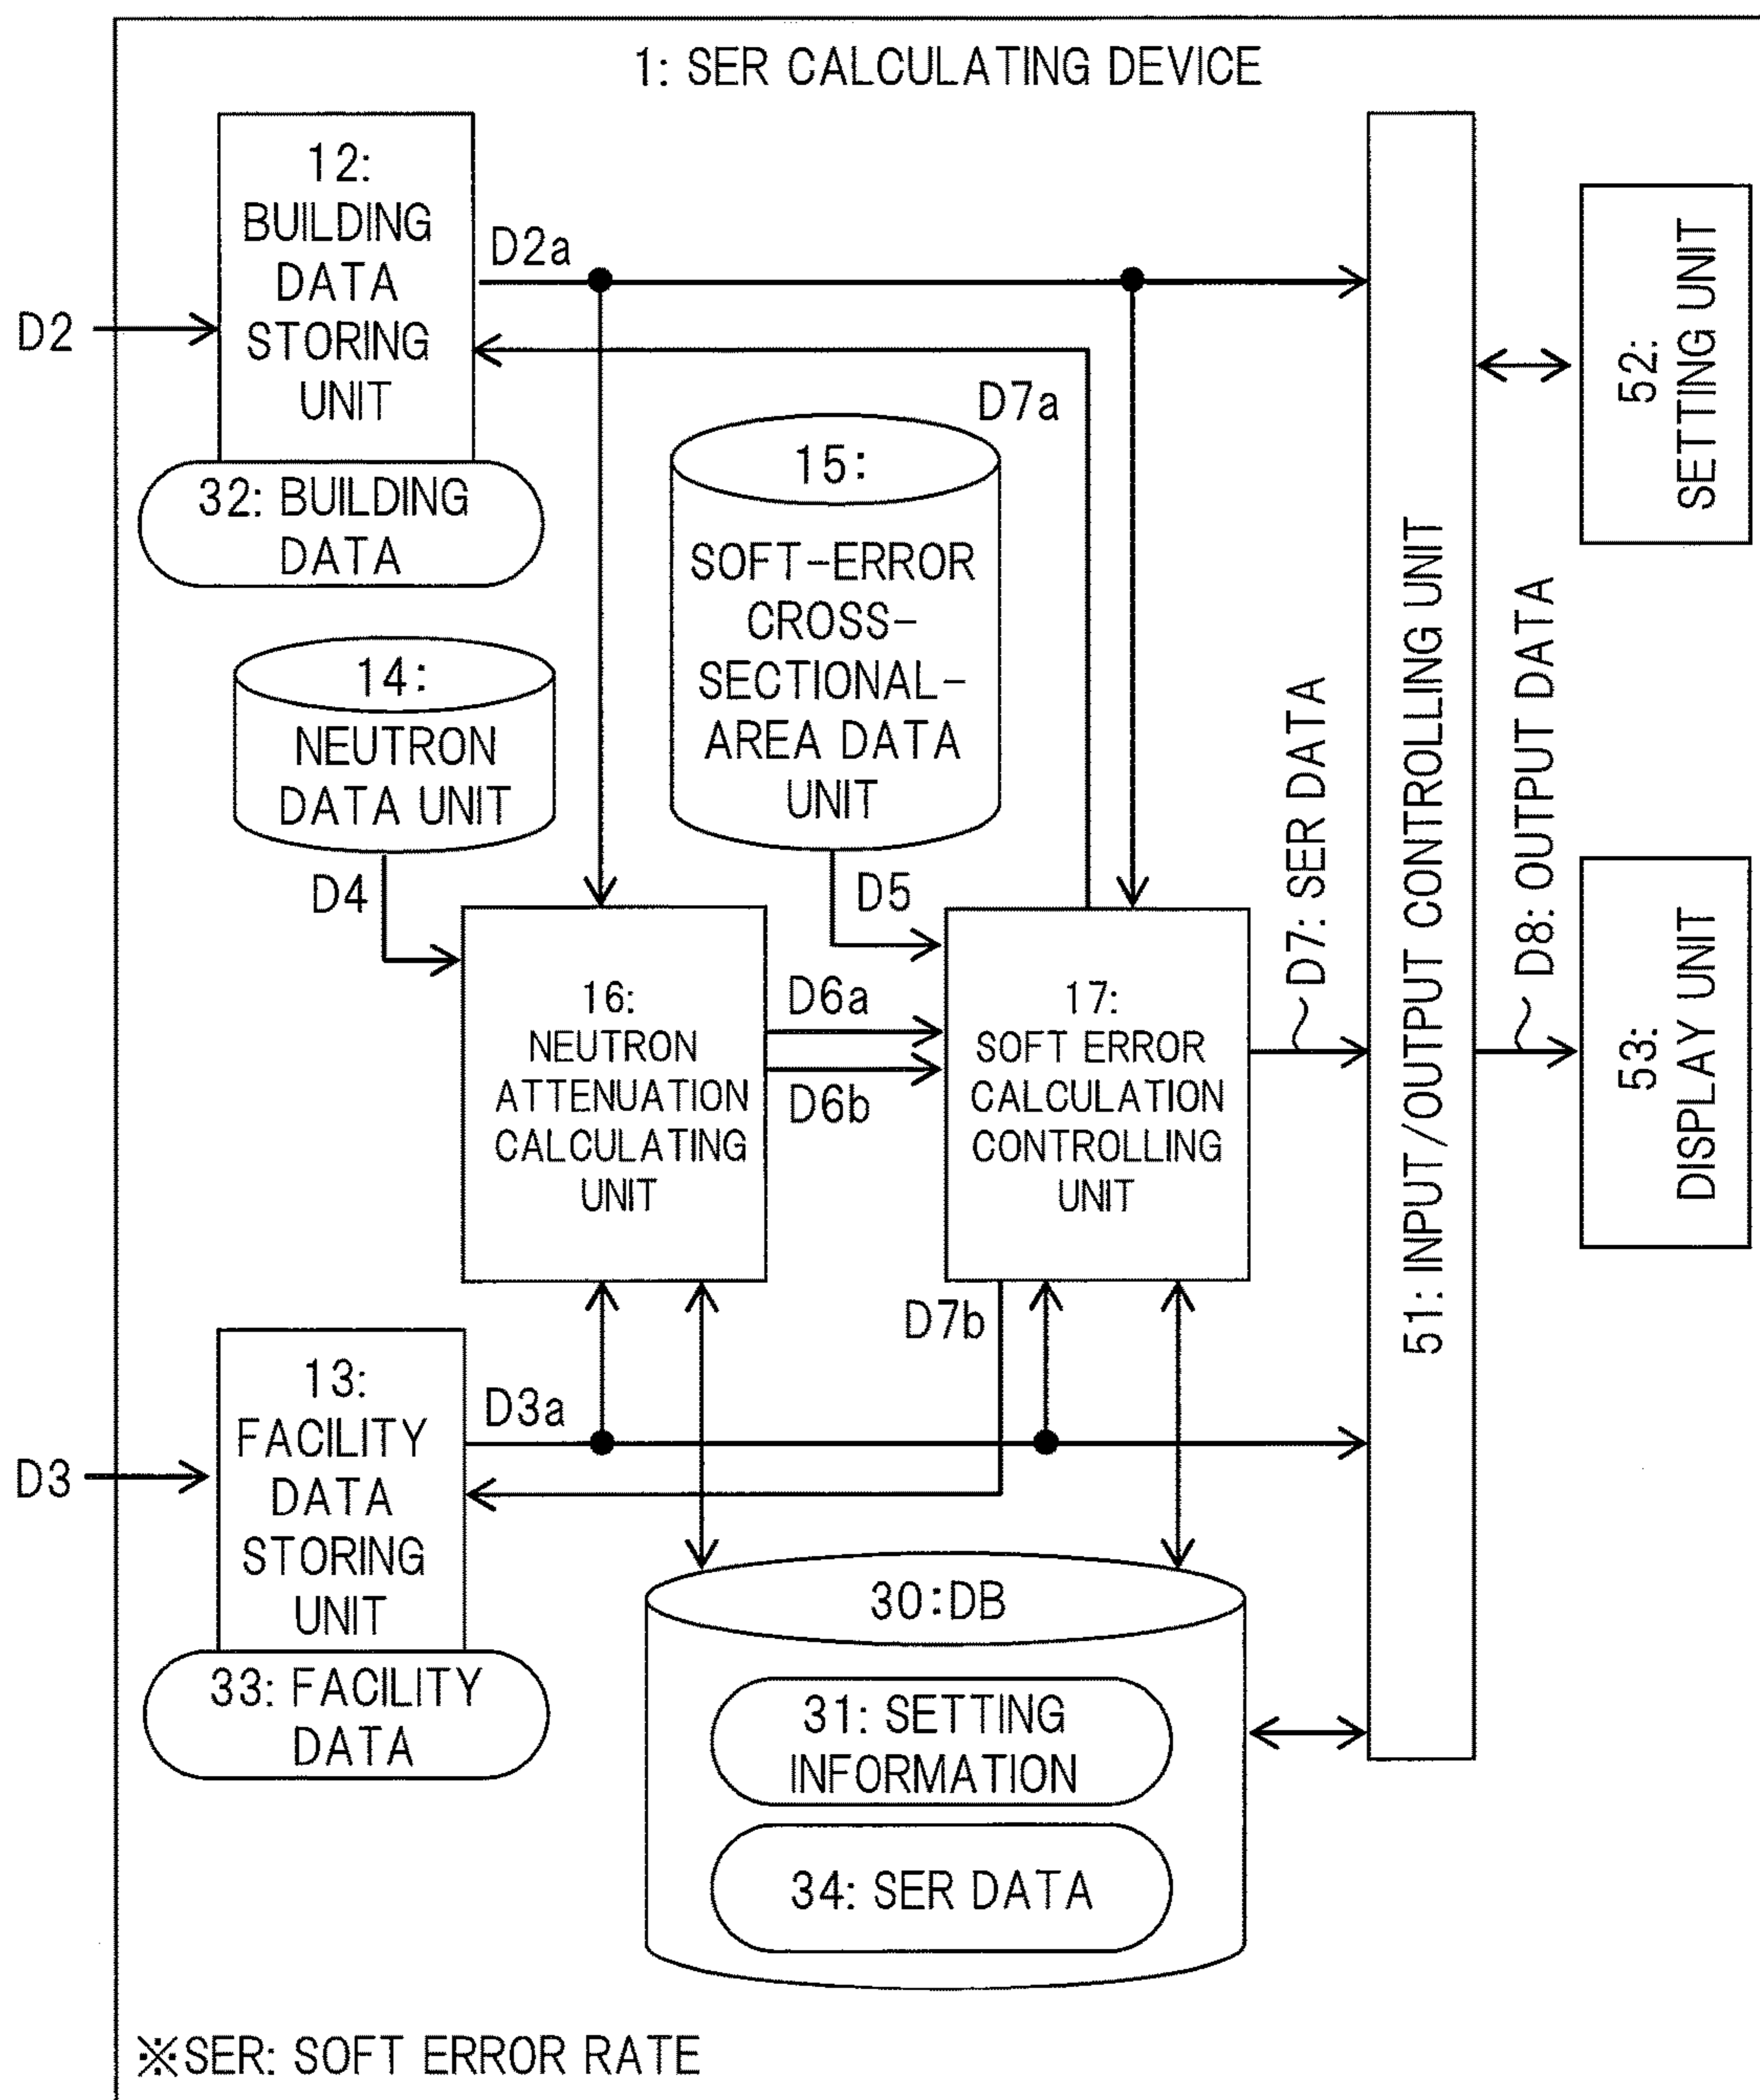 1: SER CALCULATING DEVICE
12:
BUILDING
DATA
STORING
UNIT
D2
D2a
32: BUILDING
DATA
D7a
15:
SOFT-ERROR
CROSS-
SECTIONAL-
AREA DATA
UNIT
14:
NEUTRON
DATA UNIT
D4
D5
16:
NEUTRON
ATTENUATION
CALCULATING
UNIT
D6a
D6b
17:
SOFT ERROR
CALCULATION
CONTROLLING
UNIT
D7: SER DATA
51: INPUT/OUTPUT CONTROLLING UNIT
52:
SETTING UNIT
D8: OUTPUT DATA
53:
DISPLAY UNIT
D7b
13:
FACILITY
DATA
STORING
UNIT
D3
D3a
33: FACILITY
DATA
30:DB
31: SETTING
INFORMATION
34: SER DATA
※SER: SOFT ERROR RATE